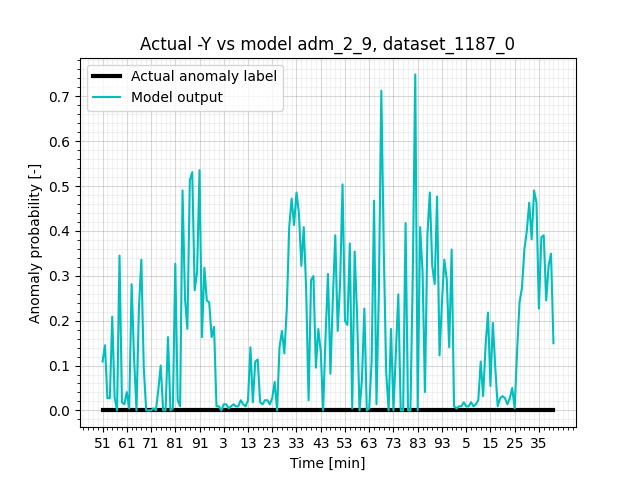 Actual -Y vs model adm_2_9, dataset_1187_0
Actual anomaly label
Model output
Anomaly probability [-]
0.7
0.6
0.5
0.4
0.3
0.2
0.1
0.0
51 61 71 81 91 3 13 23 33 43 53 63 73 83 93 5 15 25 35
Time [min]